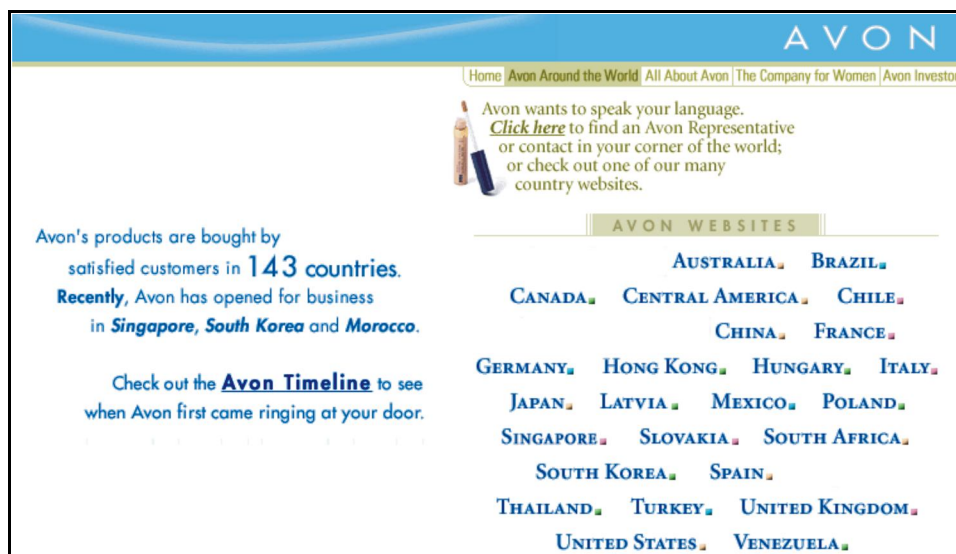 AVON
Home Avon Around the World All About Avon The Company for Women Avon Investo
Avon wants to speak your language.
Click here to find an Avon Representative
or contact in your corner of the world;
or check out one of our many
country websites.
Avon's products are bought by
satisfied customers in 143 countries.
Recently, Avon has opened for business
in Singapore, South Korea and Morocco.
Check out the Avon Timeline to see
when Avon first came ringing at your door.
AVON WEBSITES
AUSTRALIA BRAZIL
CANADA CENTRAL AMERICA CHILE
CHINA FRANCE
GERMANY HONG KONG HUNGARY ITALY
JAPAN LATVIA MEXICO POLAND
SINGAPORE SLOVAKIA SOUTH AFRICA
SOUTH KOREA SPAIN
THAILAND TURKEY UNITED KINGDOM
UNITED STATES VENEZUELA